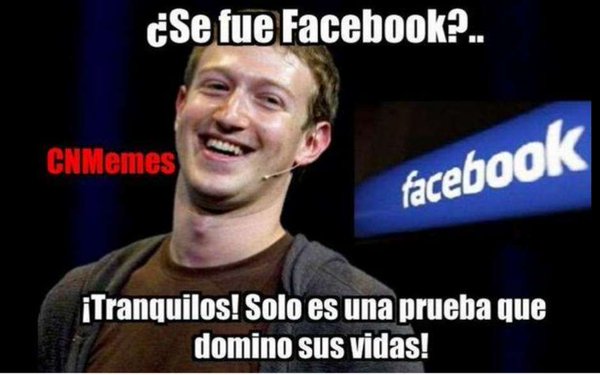 ¿Se fue Facebook?..
CNMemes
facebook
¡Tranquilos! Solo es una prueba que
domino sus vidas!